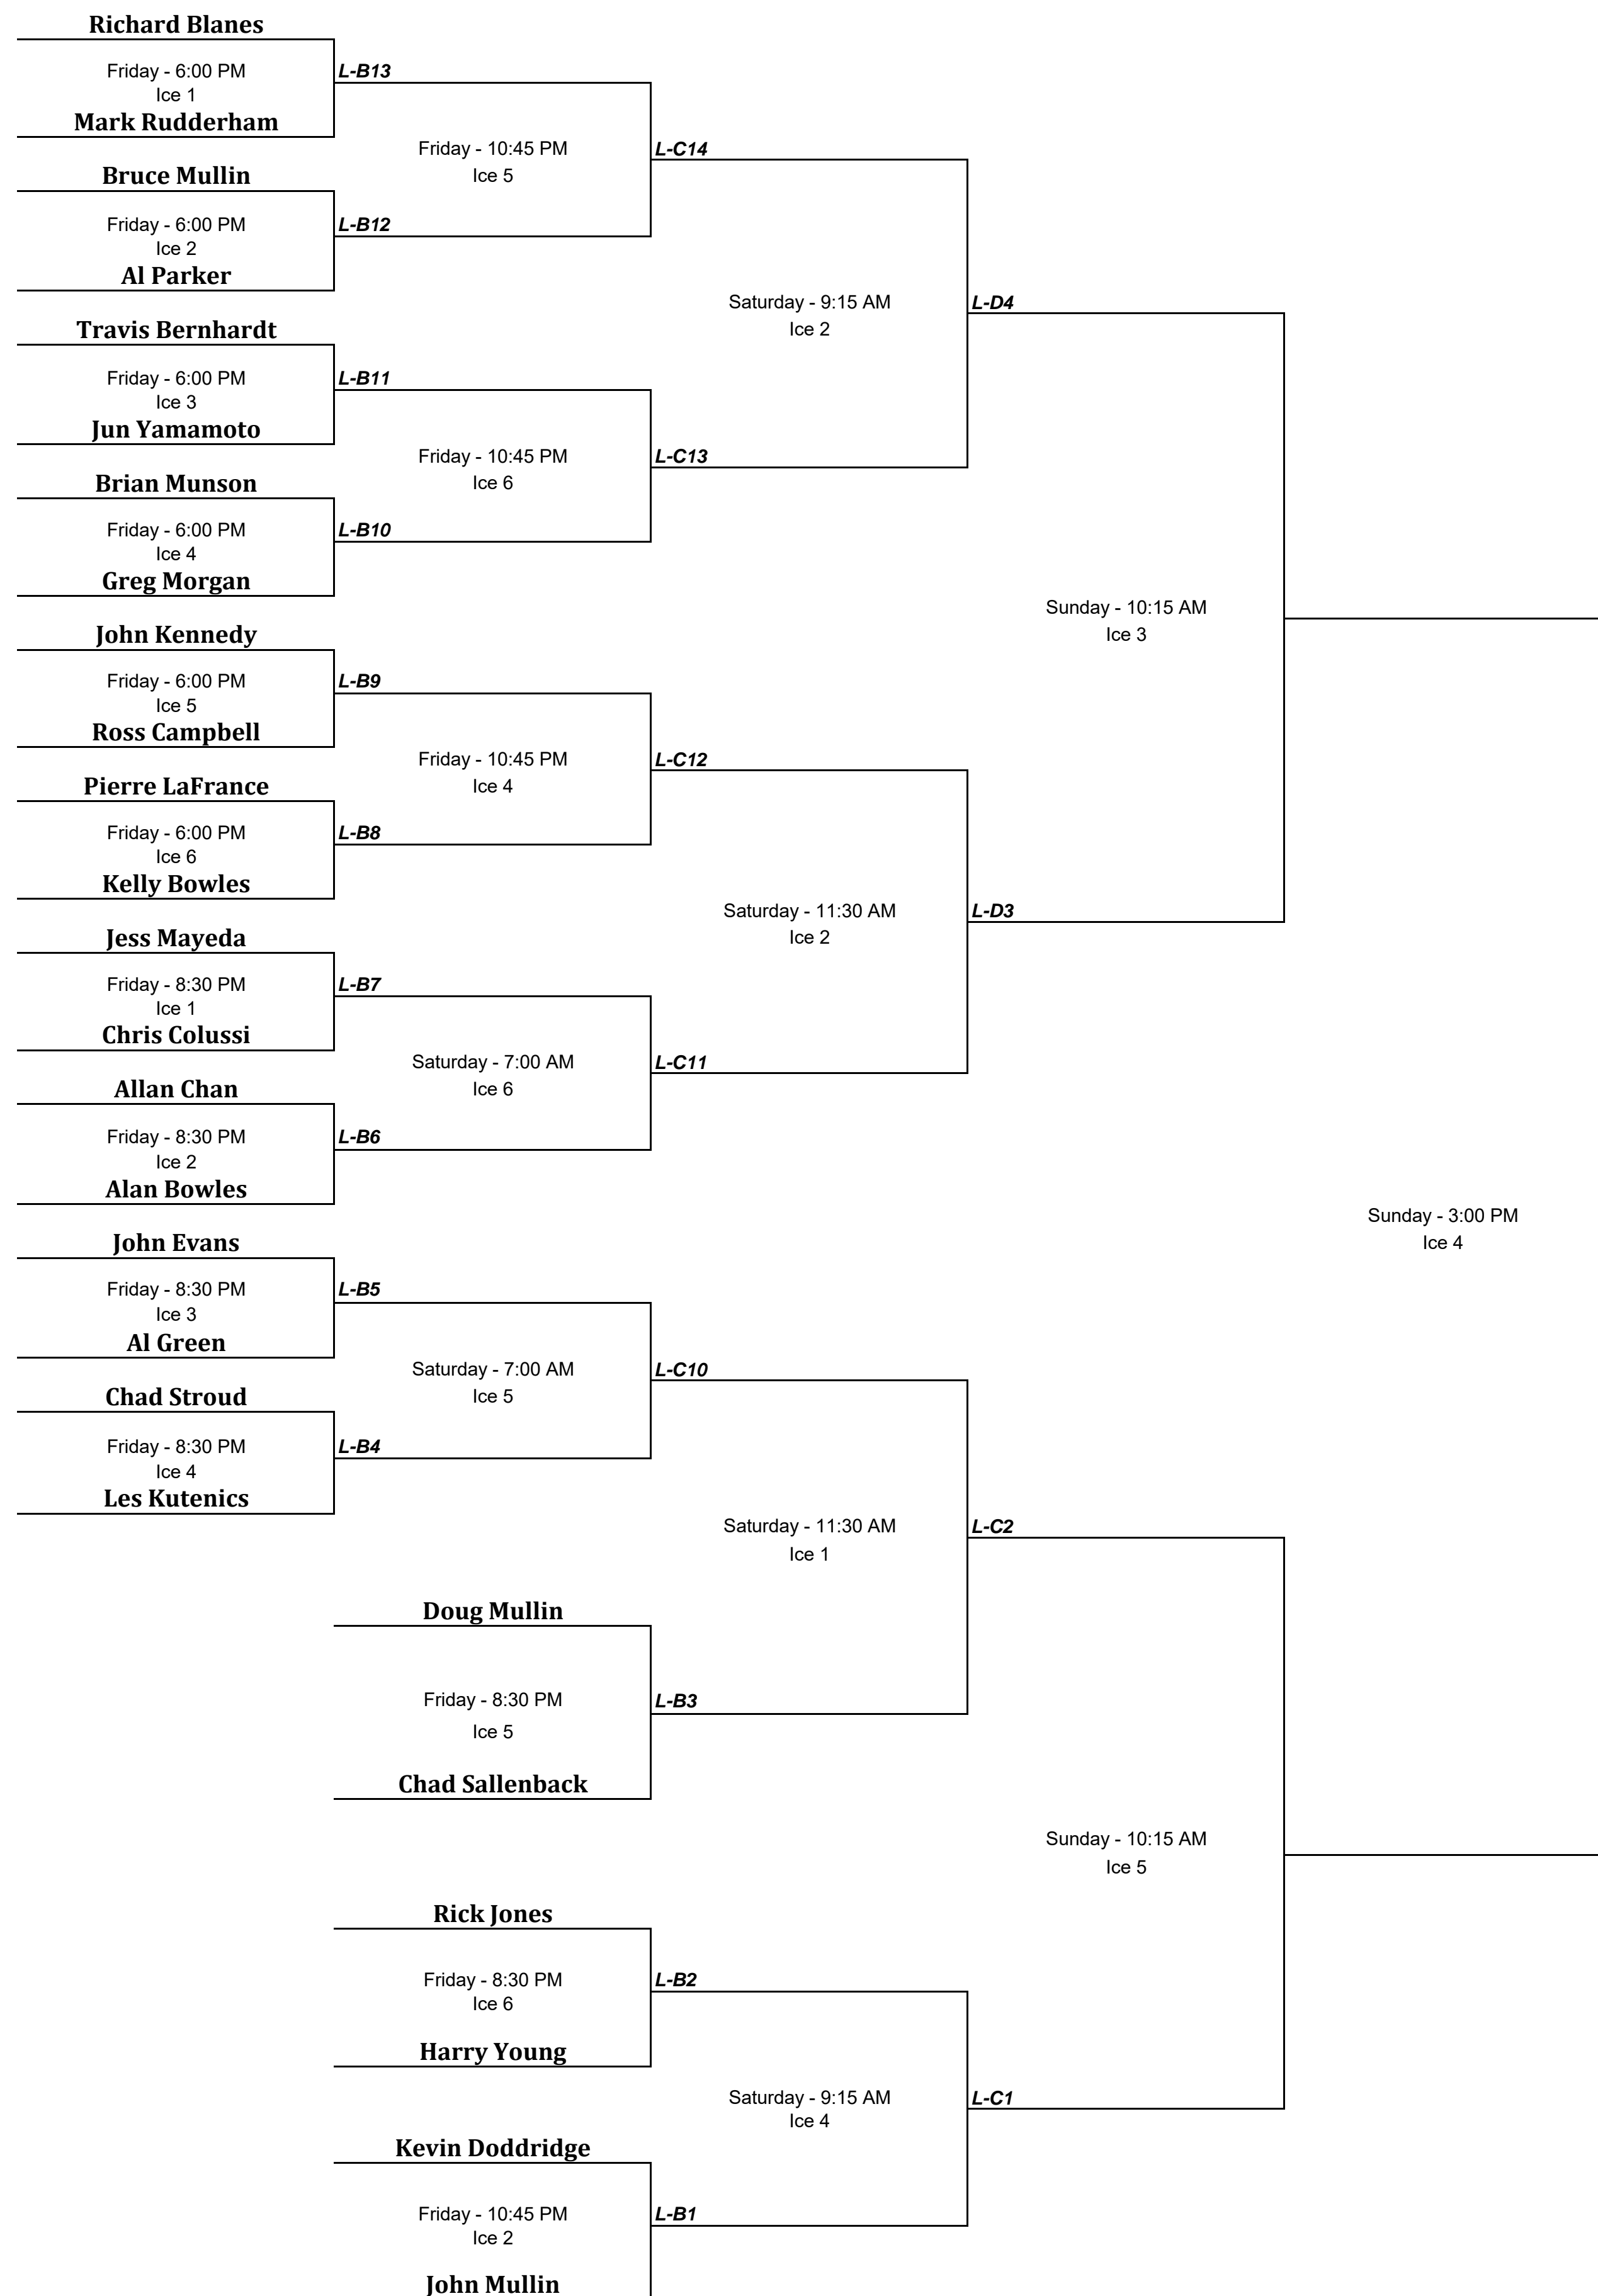 Richard Blanes
Friday - 6:00 PM
Ice 1
Mark Rudderham
L-B13
Friday - 10:45 PM
Ice 5
Bruce Mullin
Friday - 6:00 PM
Ice 2
Al Parker
L-B12
L-C14
Saturday - 9:15 AM
Ice 2
Travis Bernhardt
Friday - 6:00 PM
Ice 3
Jun Yamamoto
L-B11
Friday - 10:45 PM
Ice 6
Brian Munson
Friday - 6:00 PM
Ice 4
Greg Morgan
L-B10
L-C13
L-D4
Sunday - 10:15 AM
Ice 3
John Kennedy
Friday - 6:00 PM
Ice 5
Ross Campbell
L-B9
Friday - 10:45 PM
Ice 4
Pierre LaFrance
Friday - 6:00 PM
Ice 6
Kelly Bowles
L-B8
L-C12
Saturday - 11:30 AM
Ice 2
Jess Mayeda
Friday - 8:30 PM
Ice 1
Chris Colussi
L-B7
Saturday - 7:00 AM
Ice 6
Allan Chan
Friday - 8:30 PM
Ice 2
Alan Bowles
L-B6
L-C11
L-D3
Sunday - 3:00 PM
Ice 4
John Evans
Friday - 8:30 PM
Ice 3
Al Green
L-B5
Saturday - 7:00 AM
Ice 5
Chad Stroud
Friday - 8:30 PM
Ice 4
Les Kutenics
L-B4
L-C10
Saturday - 11:30 AM
Ice 1
Doug Mullin
Friday - 8:30 PM
Ice 5
Chad Sallenback
L-B3
L-C2
Sunday - 10:15 AM
Ice 5
Rick Jones
Friday - 8:30 PM
Ice 6
Harry Young
L-B2
Saturday - 9:15 AM
Ice 4
L-C1
Kevin Doddridge
Friday - 10:45 PM
Ice 2
John Mullin
L-B1